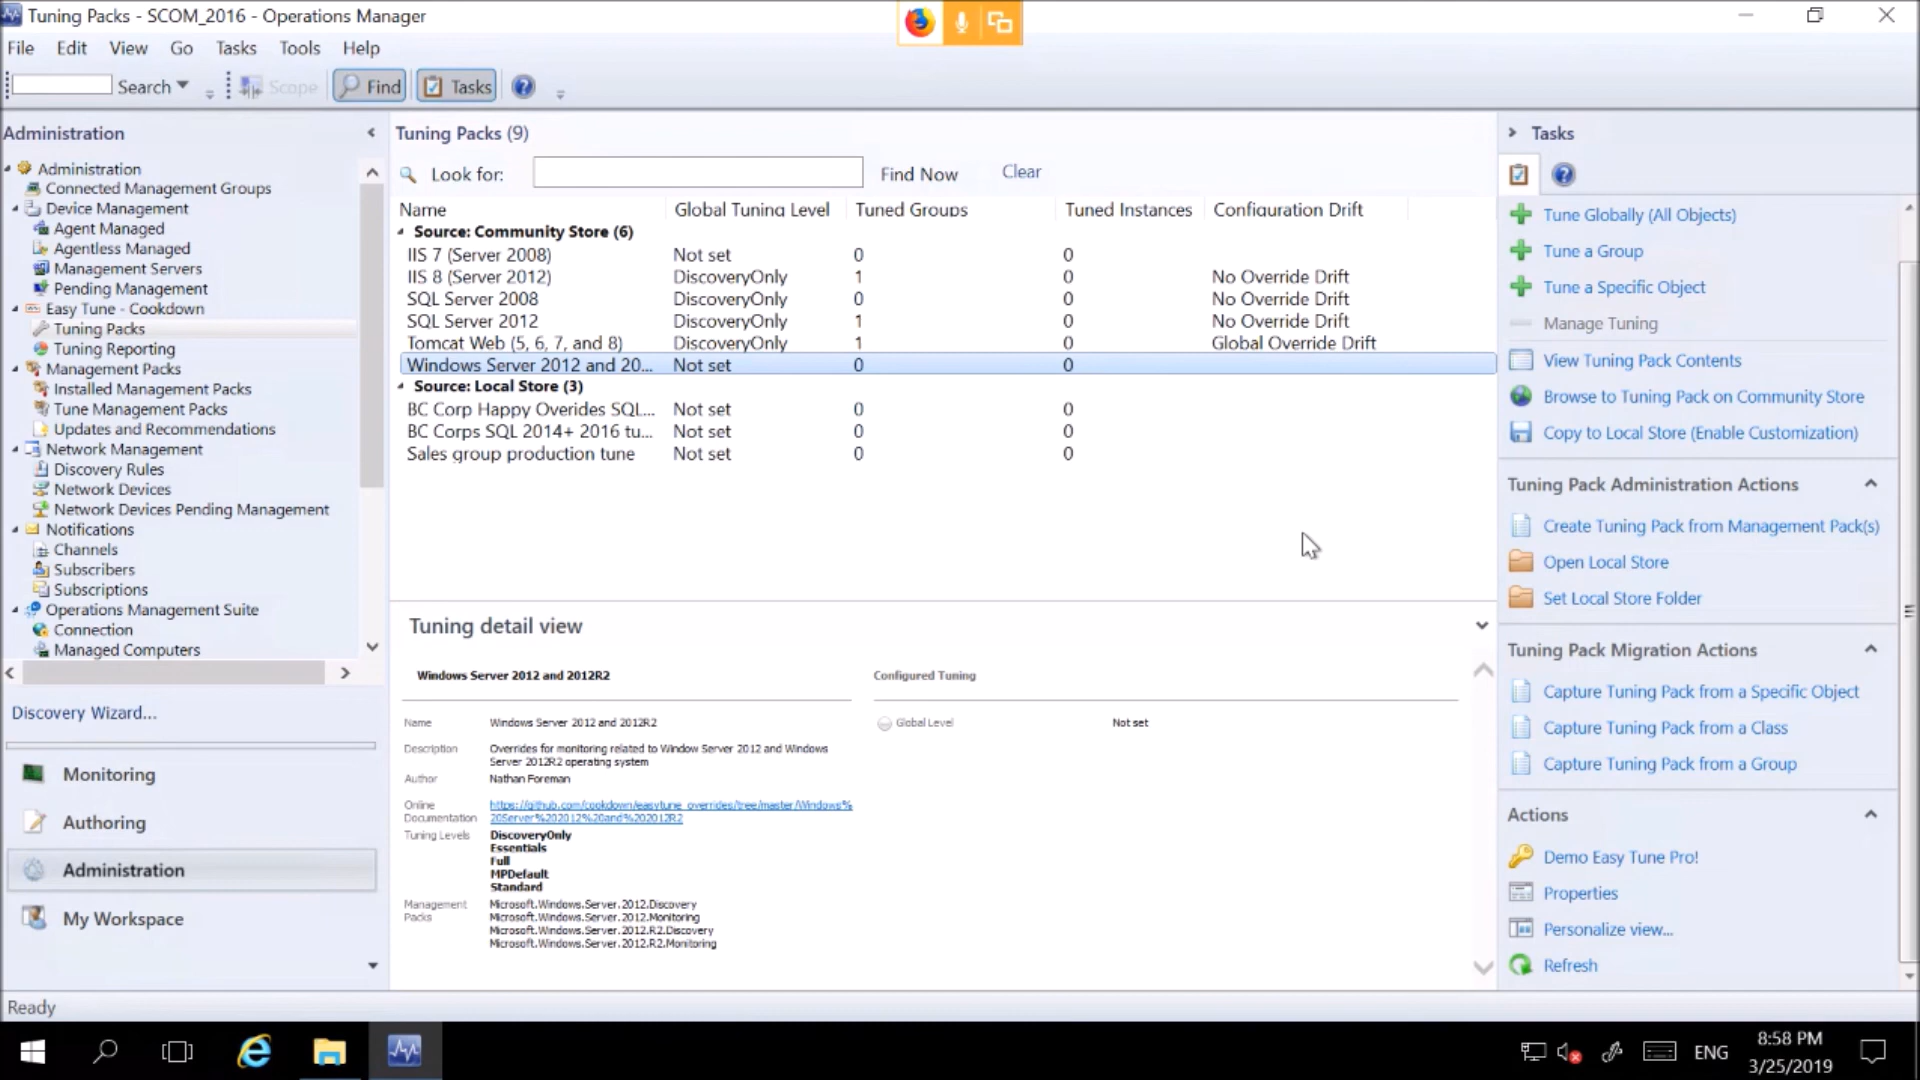 Tuning Packs - SCOM_2016 - Operations Manager
File Edit View Go Tasks Tools Help
Search Scope Find Tasks
Administration
Administration
Connected Management Groups
Device Management
Agent Managed
Agentless Managed
Management Servers
Pending Management
Easy Tune - Cookdown
Tuning Packs
Tuning Reporting
Management Packs
Installed Management Packs
Tune Management Packs
Updates and Recommendations
Network Management
Discovery Rules
Network Devices
Network Devices Pending Management
Notifications
Channels
Subscribers
Subscriptions
Operations Management Suite
Connection
Managed Computers
Discovery Wizard...
Monitoring
Authoring
Administration
My Workspace
Tuning Packs (9)
Look for: Find Now Clear
Name Global Tuning Level Tuned Groups Tuned Instances Configuration Drift
Source: Community Store (6)
IIS 7 (Server 2008) Not set 0 0
IIS 8 (Server 2012) DiscoveryOnly 1 0 No Override Drift
SQL Server 2008 DiscoveryOnly 0 0 No Override Drift
SQL Server 2012 DiscoveryOnly 1 0 No Override Drift
Tomcat Web (5, 6, 7, and 8) DiscoveryOnly 1 0 Global Override Drift
Windows Server 2012 and 20... Not set 0 0
Source: Local Store (3)
BC Corp Happy Overides SQL... Not set 0 0
BC Corps SQL 2014+ 2016 tu... Not set 0 0
Sales group production tune Not set 0 0
Tuning detail view
Windows Server 2012 and 2012R2
Name Windows Server 2012 and 2012R2
Description Overrides for monitoring related to Window Server 2012 and Windows
Server 2012R2 operating system
Author Nathan Foreman
Online https://github.com/cookdown/easytune_overrides/tree/master/Windows%
Documentation 20Server%202012%20and%202012R2
Tuning Levels DiscoveryOnly
Essentials
Full
MPDefault
Standard
Management Microsoft.Windows.Server.2012.Discovery
Packs Microsoft.Windows.Server.2012.Monitoring
Microsoft.Windows.Server.2012.R2.Discovery
Microsoft.Windows.Server.2012.R2.Monitoring
Configured Tuning
Global Level Not set
Tasks
Tune Globally (All Objects)
Tune a Group
Tune a Specific Object
Manage Tuning
View Tuning Pack Contents
Browse to Tuning Pack on Community Store
Copy to Local Store (Enable Customization)
Tuning Pack Administration Actions
Create Tuning Pack from Management Pack(s)
Open Local Store
Set Local Store Folder
Tuning Pack Migration Actions
Capture Tuning Pack from a Specific Object
Capture Tuning Pack from a Class
Capture Tuning Pack from a Group
Actions
Demo Easy Tune Pro!
Properties
Personalize view...
Refresh
Ready
ENG
8:58 PM
3/25/2019